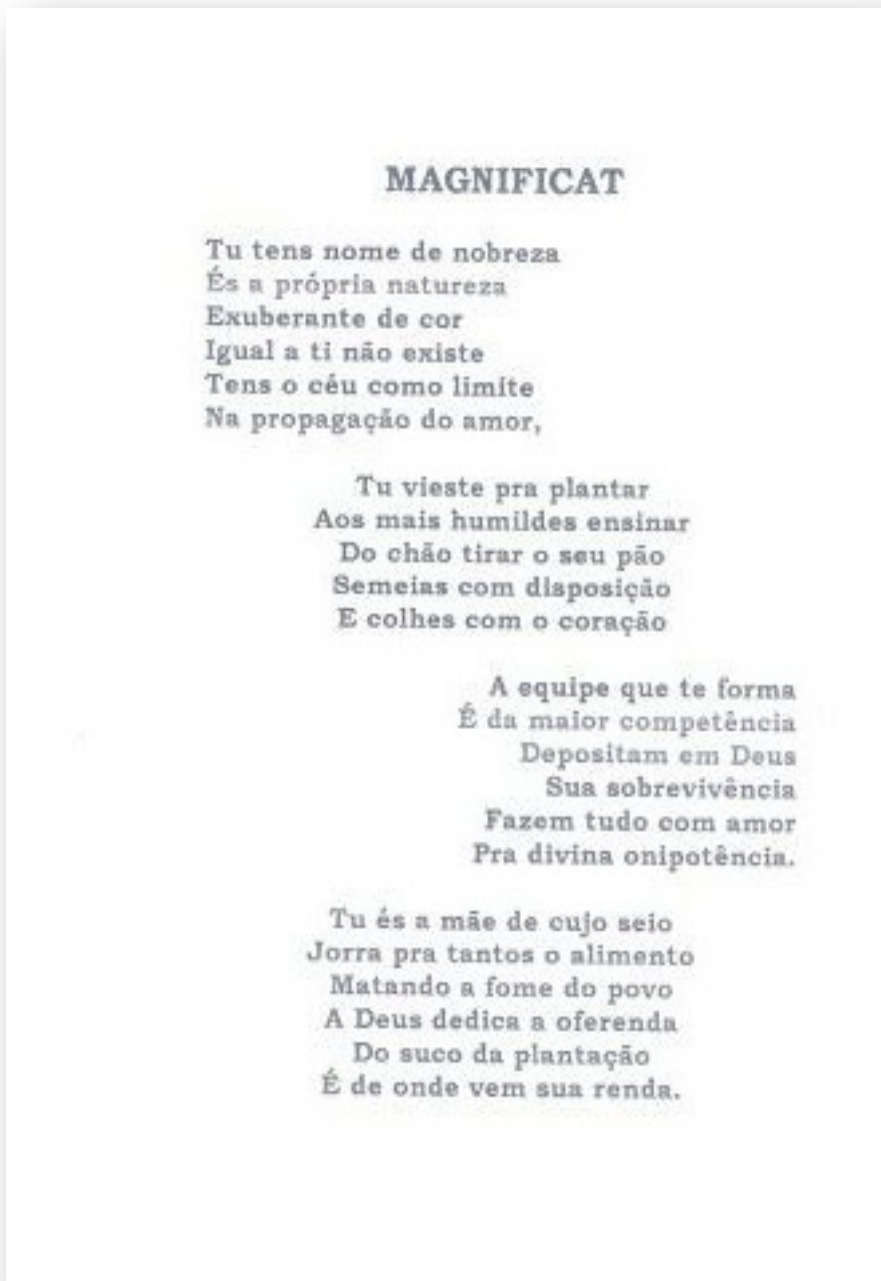 MAGNIFICAT
Tu tens nome de nobreza
És a própria natureza
Exuberante de cor
Igual a ti não existe
Tens o céu como limite
Na propagação do amor,
Tu vieste pra plantar
Aos mais humildes ensinar
Do chão tirar o seu pão
Semeias com disposição
E colhes com o coração
A equipe que te forma
É da maior competência
Depositam em Deus
Sua sobrevivência
Fazem tudo com amor
Pra divina onipotência.
Tu és a mãe de cujo seio
Jorra pra tantos o alimento
Matando a fome do povo
A Deus dedica a oferenda
Do suco da plantação
É de onde vem sua renda.